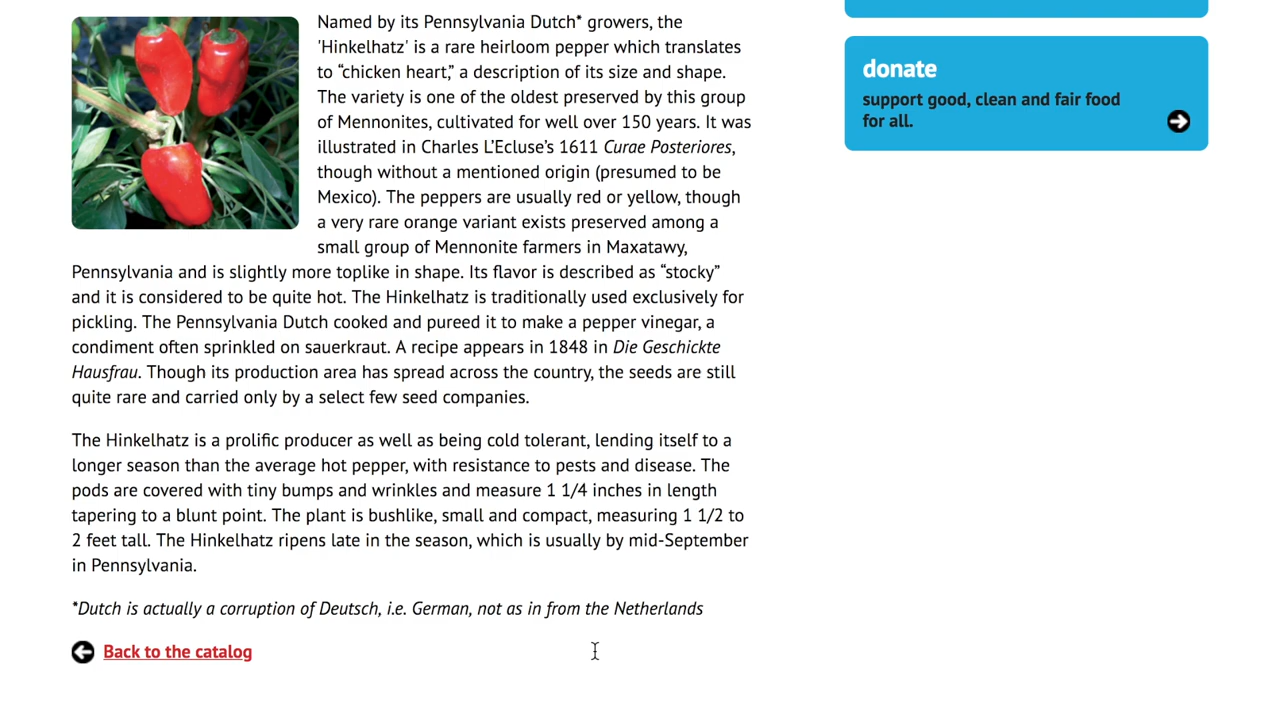 Named by its Pennsylvania Dutch* growers, the
'Hinkelhatz' is a rare heirloom pepper which translates
to “chicken heart,” a description of its size and shape.
The variety is one of the oldest preserved by this group
of Mennonites, cultivated for well over 150 years. It was
illustrated in Charles L’Ecluse’s 1611 Curae Posteriores,
though without a mentioned origin (presumed to be
Mexico). The peppers are usually red or yellow, though
a very rare orange variant exists preserved among a
small group of Mennonite farmers in Maxatawy,
Pennsylvania and is slightly more toplike in shape. Its flavor is described as “stocky”
and it is considered to be quite hot. The Hinkelhatz is traditionally used exclusively for
pickling. The Pennsylvania Dutch cooked and pureed it to make a pepper vinegar, a
condiment often sprinkled on sauerkraut. A recipe appears in 1848 in Die Geschickte
Hausfrau. Though its production area has spread across the country, the seeds are still
quite rare and carried only by a select few seed companies.
The Hinkelhatz is a prolific producer as well as being cold tolerant, lending itself to a
longer season than the average hot pepper, with resistance to pests and disease. The
pods are covered with tiny bumps and wrinkles and measure 1 1/4 inches in length
tapering to a blunt point. The plant is bushlike, small and compact, measuring 1 1/2 to
2 feet tall. The Hinkelhatz ripens late in the season, which is usually by mid-September
in Pennsylvania.
*Dutch is actually a corruption of Deutsch, i.e. German, not as in from the Netherlands
Back to the catalog
donate
support good, clean and fair food
for all.